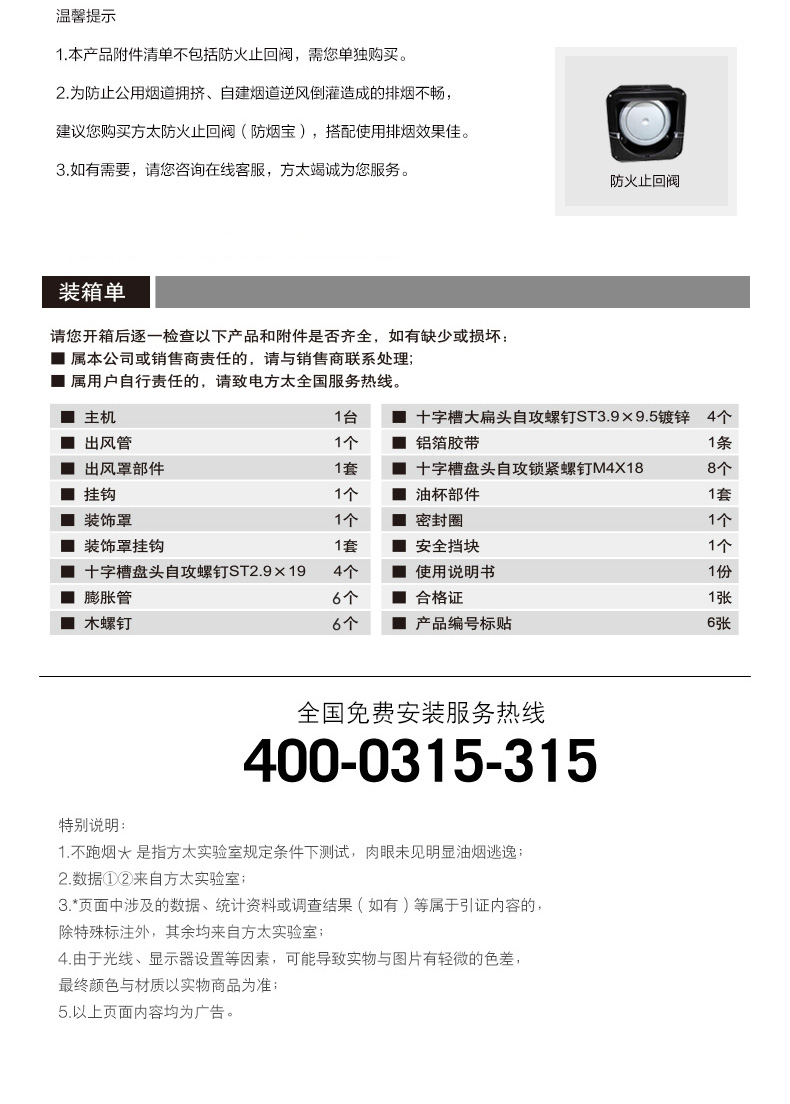 温馨提示
1.本产品附件清单不包括防火止回阀，需您单独购买。
2.为防止公用烟道拥挤、自建烟道逆风倒灌造成的排烟不畅，
建议您购买方太防火止回阀（防烟宝），搭配使用排烟效果佳。
3.如有需要，请您咨询在线客服，方太竭诚为您服务。
防火止回阀
装箱单
请您开箱后逐一检查以下产品和附件是否齐全，如有缺少或损坏：
■ 属本公司或销售商责任的，请与销售商联系处理；
■ 属用户自行责任的，请致电方太全国服务热线。
■ 主机 1台
■ 出风管 1个
■ 出风罩部件 1套
■ 挂钩 1个
■ 装饰罩 1个
■ 装饰罩挂钩 1套
■ 十字槽盘头自攻螺钉ST2.9×19 4个
■ 膨胀管 6个
■ 木螺钉 6个
■ 十字槽大扁头自攻螺钉ST3.9×9.5镀锌 4个
■ 铝箔胶带 1条
■ 十字槽盘头自攻锁紧螺钉M4X18 8个
■ 油杯部件 1套
■ 密封圈 1个
■ 安全挡块 1个
■ 使用说明书 1份
■ 合格证 1张
■ 产品编号标贴 6张
全国免费安装服务热线
400-0315-315
特别说明：
1.不跑烟★ 是指方太实验室规定条件下测试，肉眼未见明显油烟逃逸；
2.数据①②来自方太实验室；
3.*页面中涉及的数据、统计资料或调查结果（如有）等属于引证内容的，
除特殊标注外，其余均来自方太实验室；
4.由于光线、显示器设置等因素，可能导致实物与图片有轻微的色差，
最终颜色与材质以实物商品为准；
5.以上页面内容均为广告。